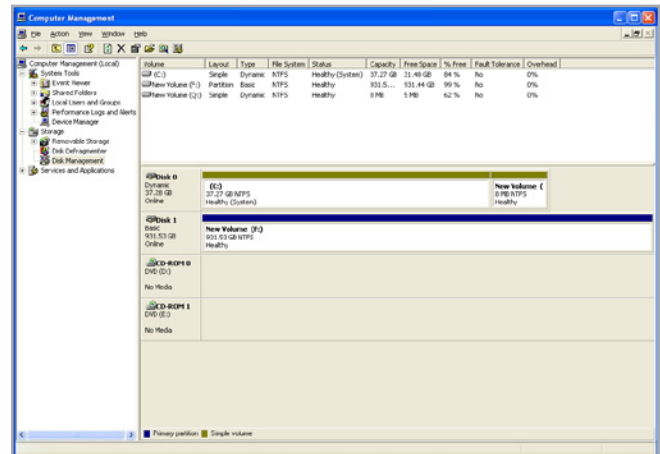 Computer Management
File Action View Window Help
Computer Management (Local)
System Tools
Event Viewer
Shared Folders
Local Users and Groups
Performance Logs and Alerts
Device Manager
Storage
Removable Storage
Disk Defragmenter
Disk Management
Services and Applications
Volume Layout Type File System Status Capacity Free Space % Free Fault Tolerance Overhead
(C:) Simple Dynamic NTFS Healthy (System) 37.27 GB 31.48 GB 84 % No 0%
New Volume (F:) Partition Basic NTFS Healthy 931.5... 931.44 GB 99 % No 0%
New Volume (Q:) Simple Dynamic NTFS Healthy 8 MB 5 MB 62 % No 0%
Disk 0
Dynamic
37.28 GB
Online
(C:)
37.27 GB NTFS
Healthy (System)
New Volume (
8 MB NTFS
Healthy
Disk 1
Basic
931.53 GB
Online
New Volume (F:)
931.53 GB NTFS
Healthy
CD-ROM 0
DVD (D:)
No Media
CD-ROM 1
DVD (E:)
No Media
Primary partition Simple volume